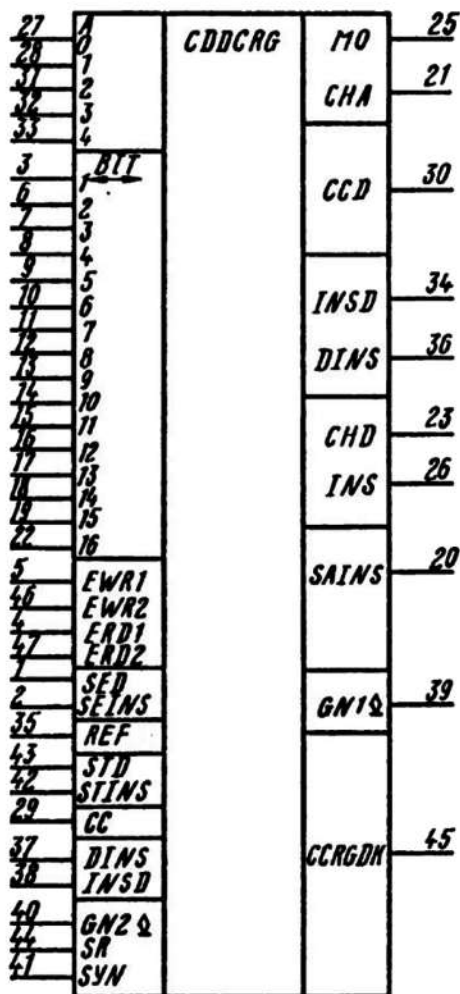 A
27 0
28 1
31 2
32 3
33 4
BIT
3 1
6 2
7 3
8 4
9 5
10 6
11 7
12 8
13 9
14 10
15 11
16 12
17 13
18 14
19 15
22 16
5 EWR1
46 EWR2
4 ERD1
47 ERD2
1 SED
2 SEINS
35 REF
43 STD
42 STINS
29 CC
37 DINS
38 INSD
40 GN2 ◇
44 SR
41 SYN
CDDCRG
MO 25
CHA 21
CCD 30
INSD 34
DINS 36
CHD 23
INS 26
SAINS 20
GN1 ◇ 39
CCRGDM 45